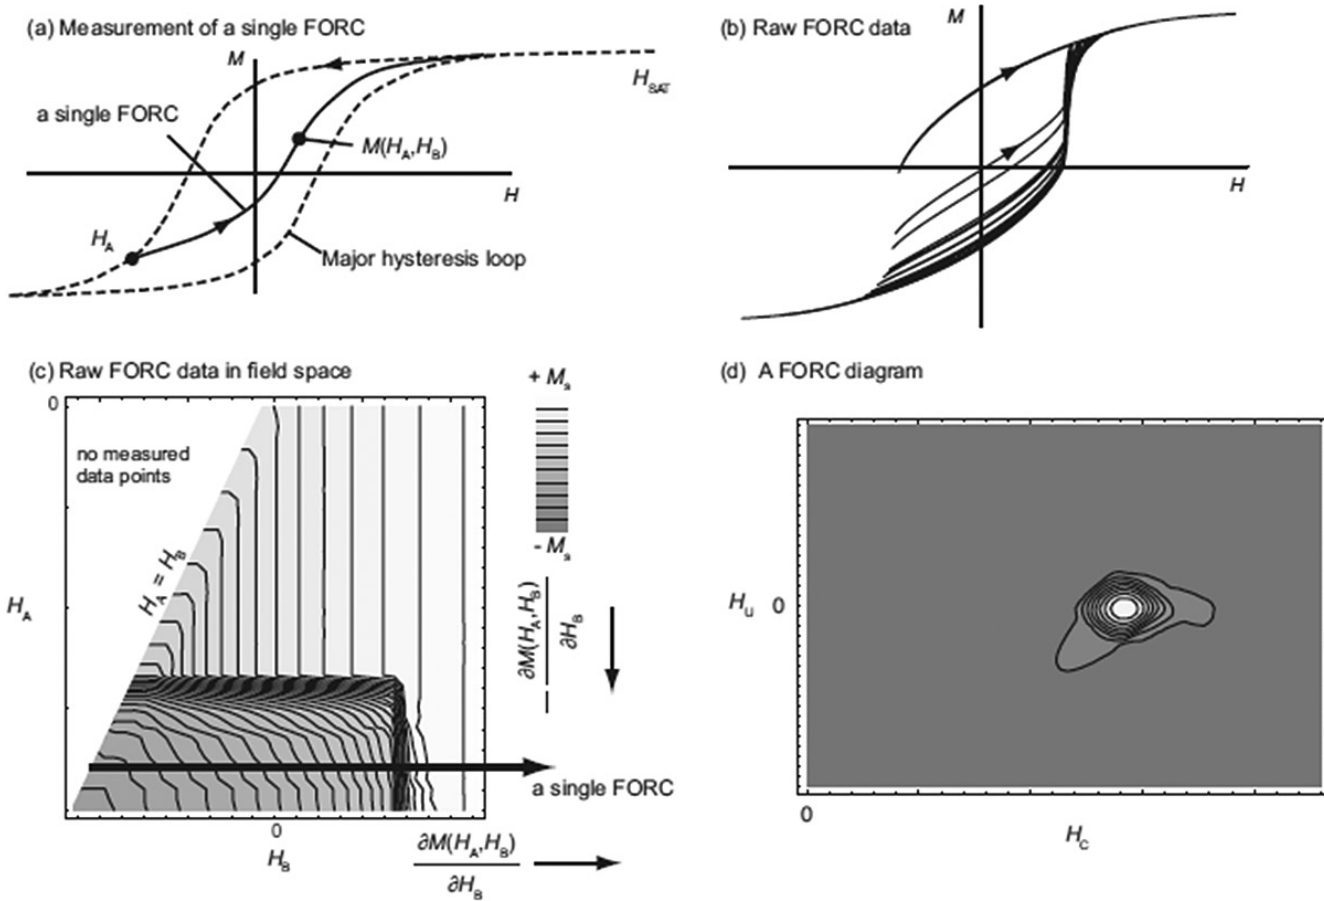 (a) Measurement of a single FORC
M
H_SAT
a single FORC
M(H_A,H_B)
H
H_A
Major hysteresis loop
(b) Raw FORC data
M
H
(c) Raw FORC data in field space
0
no measured
data points
H_A = H_B
H_A
0
H_B
+ M_s
- M_s
∂M(H_A,H_B)
∂H_B
a single FORC
∂M(H_A,H_B)
∂H_B
(d) A FORC diagram
H_U 0
0
H_C